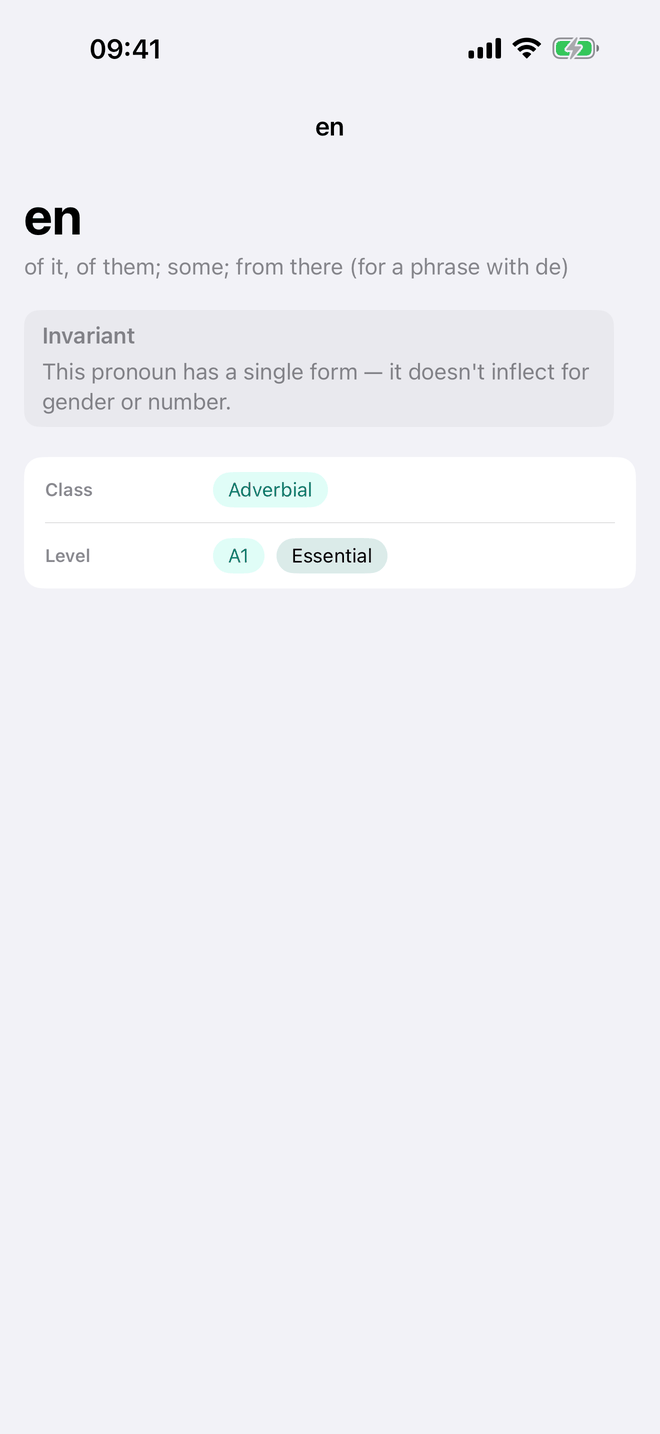 09:41
en
en
of it, of them; some; from there (for a phrase with de)
Invariant
This pronoun has a single form — it doesn't inflect for
gender or number.
Class Adverbial
Level A1 Essential